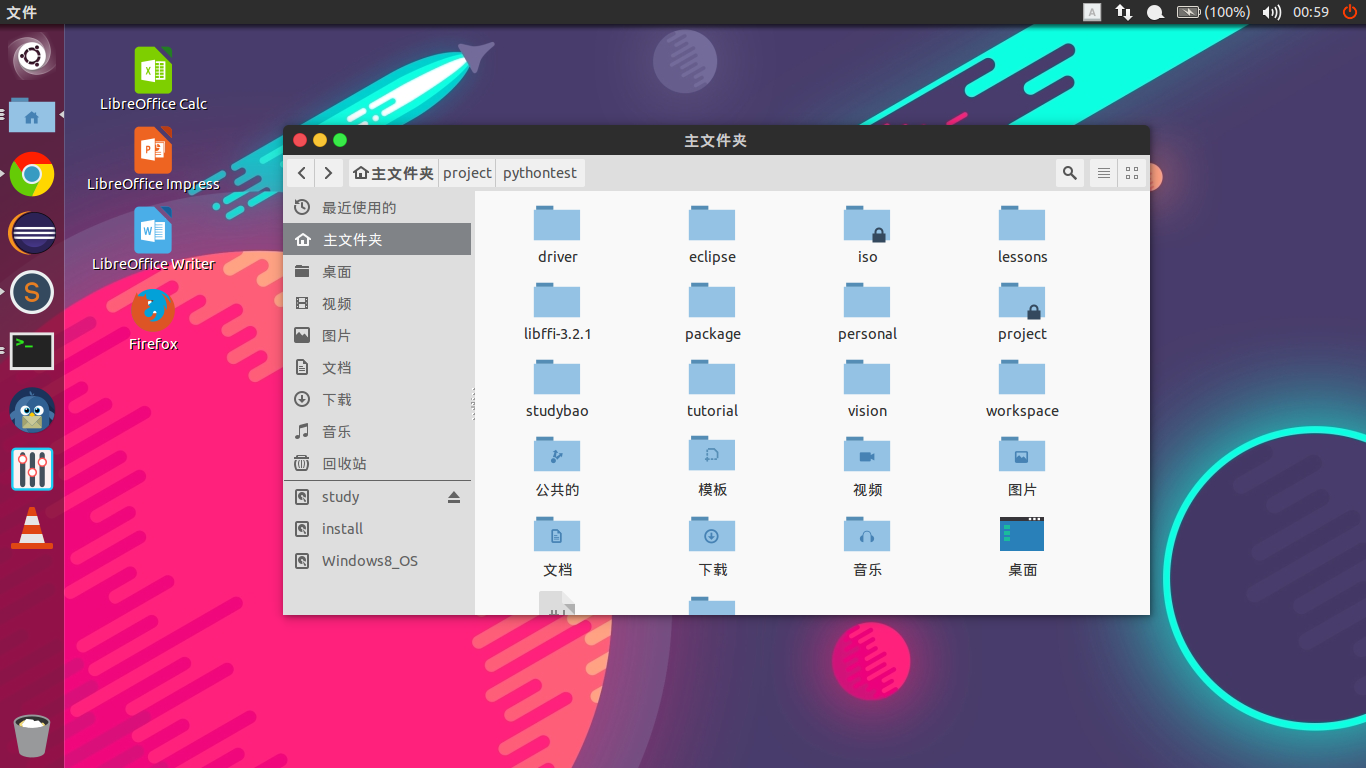 文件
A
(100%)
00:59
LibreOffice Calc
LibreOffice Impress
LibreOffice Writer
Firefox
主文件夹
主文件夹 project pythontest
最近使用的
主文件夹
桌面
视频
图片
文档
下载
音乐
回收站
study
install
Windows8_OS
driver eclipse iso lessons
libffi-3.2.1 package personal project
studybao tutorial vision workspace
公共的 模板 视频 图片
文档 下载 音乐 桌面